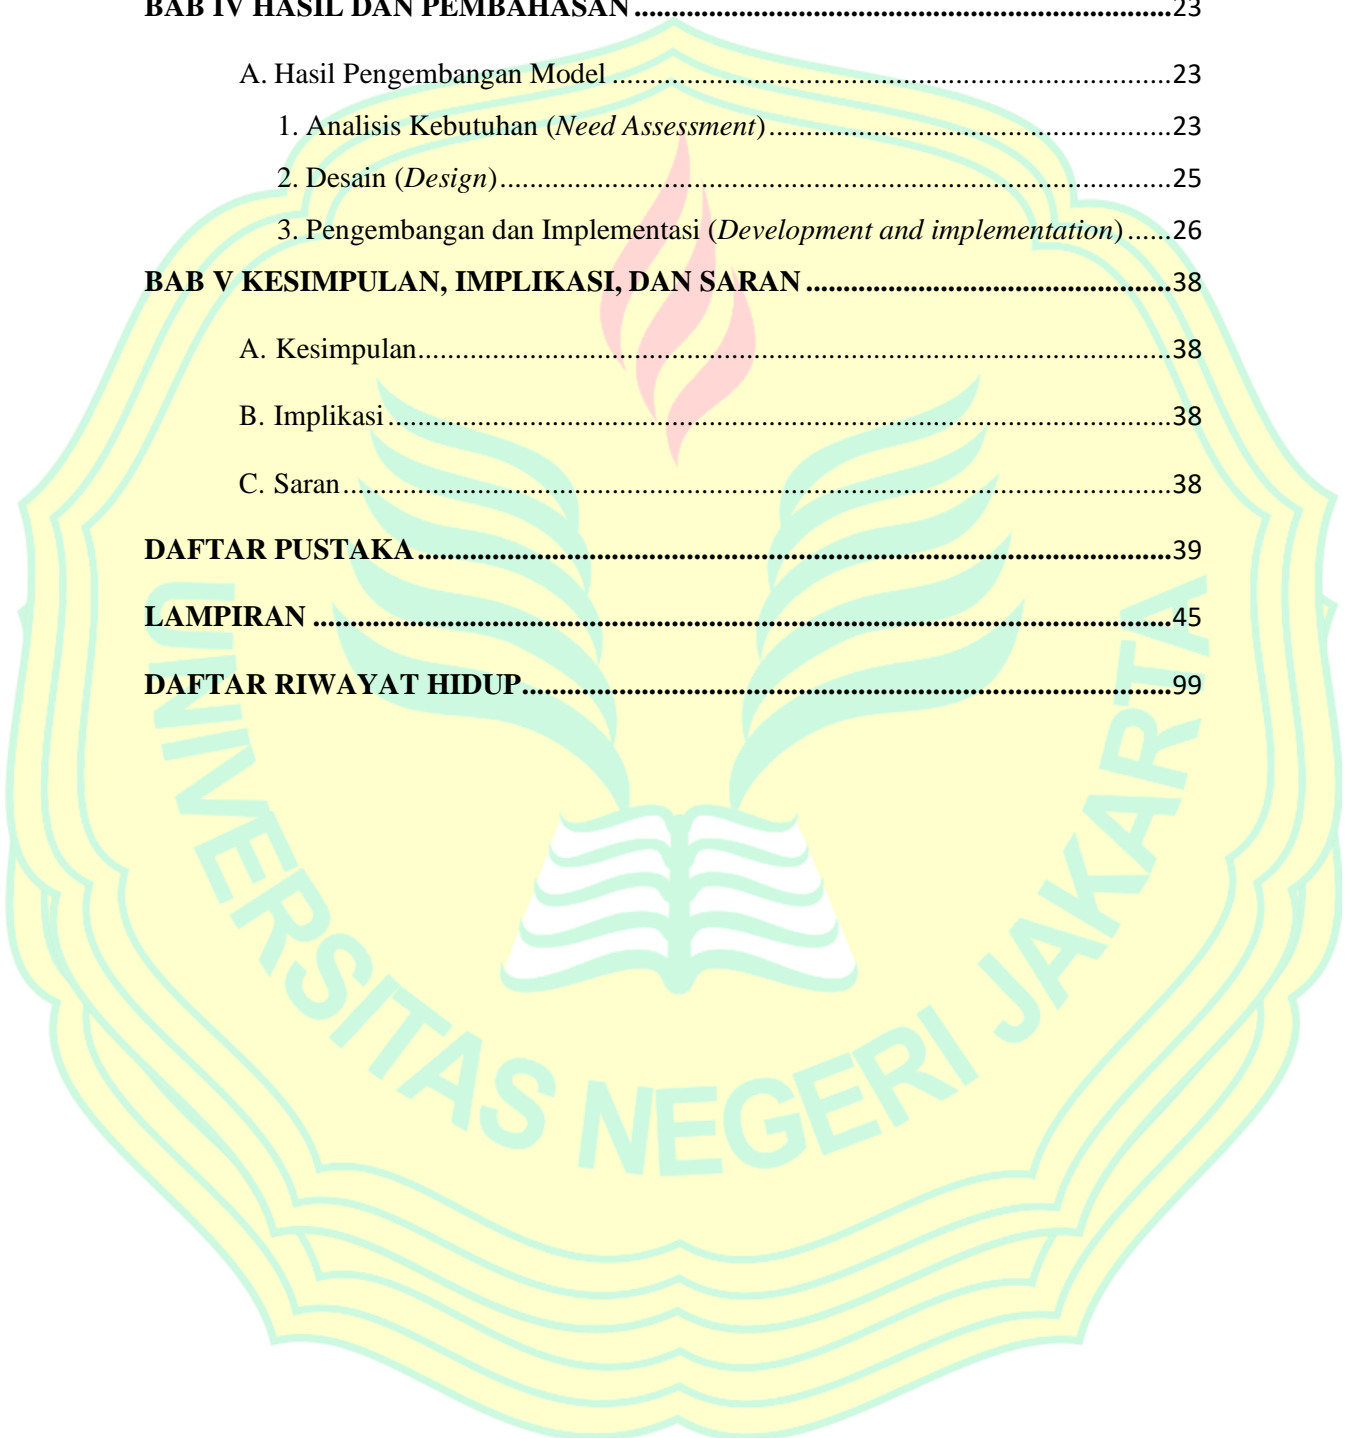 BAB IV HASIL DAN PEMBAHASAN ........................................................................ 23
A. Hasil Pengembangan Model ........................................................................... 23
1. Analisis Kebutuhan (Need Assessment) ...................................................... 23
2. Desain (Design) .......................................................................................... 25
3. Pengembangan dan Implementasi (Development and implementation) ...... 26
BAB V KESIMPULAN, IMPLIKASI, DAN SARAN ................................................. 38
A. Kesimpulan ..................................................................................................... 38
B. Implikasi ......................................................................................................... 38
C. Saran ............................................................................................................... 38
DAFTAR PUSTAKA ..................................................................................................... 39
LAMPIRAN ................................................................................................................... 45
DAFTAR RIWAYAT HIDUP ....................................................................................... 99
UNIVERSITAS NEGERI JAKARTA